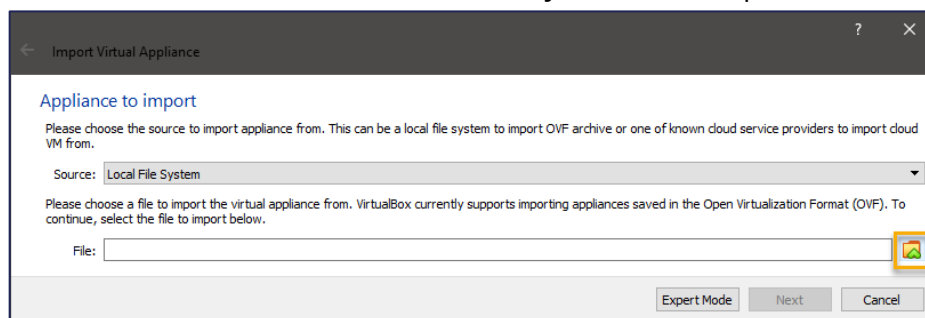 ?
Import Virtual Appliance
Appliance to import
Please choose the source to import appliance from. This can be a local file system to import OVF archive or one of known cloud service providers to import cloud
VM from.
Source: Local File System
Please choose a file to import the virtual appliance from. VirtualBox currently supports importing appliances saved in the Open Virtualization Format (OVF). To
continue, select the file to import below.
File:
Expert Mode Next Cancel